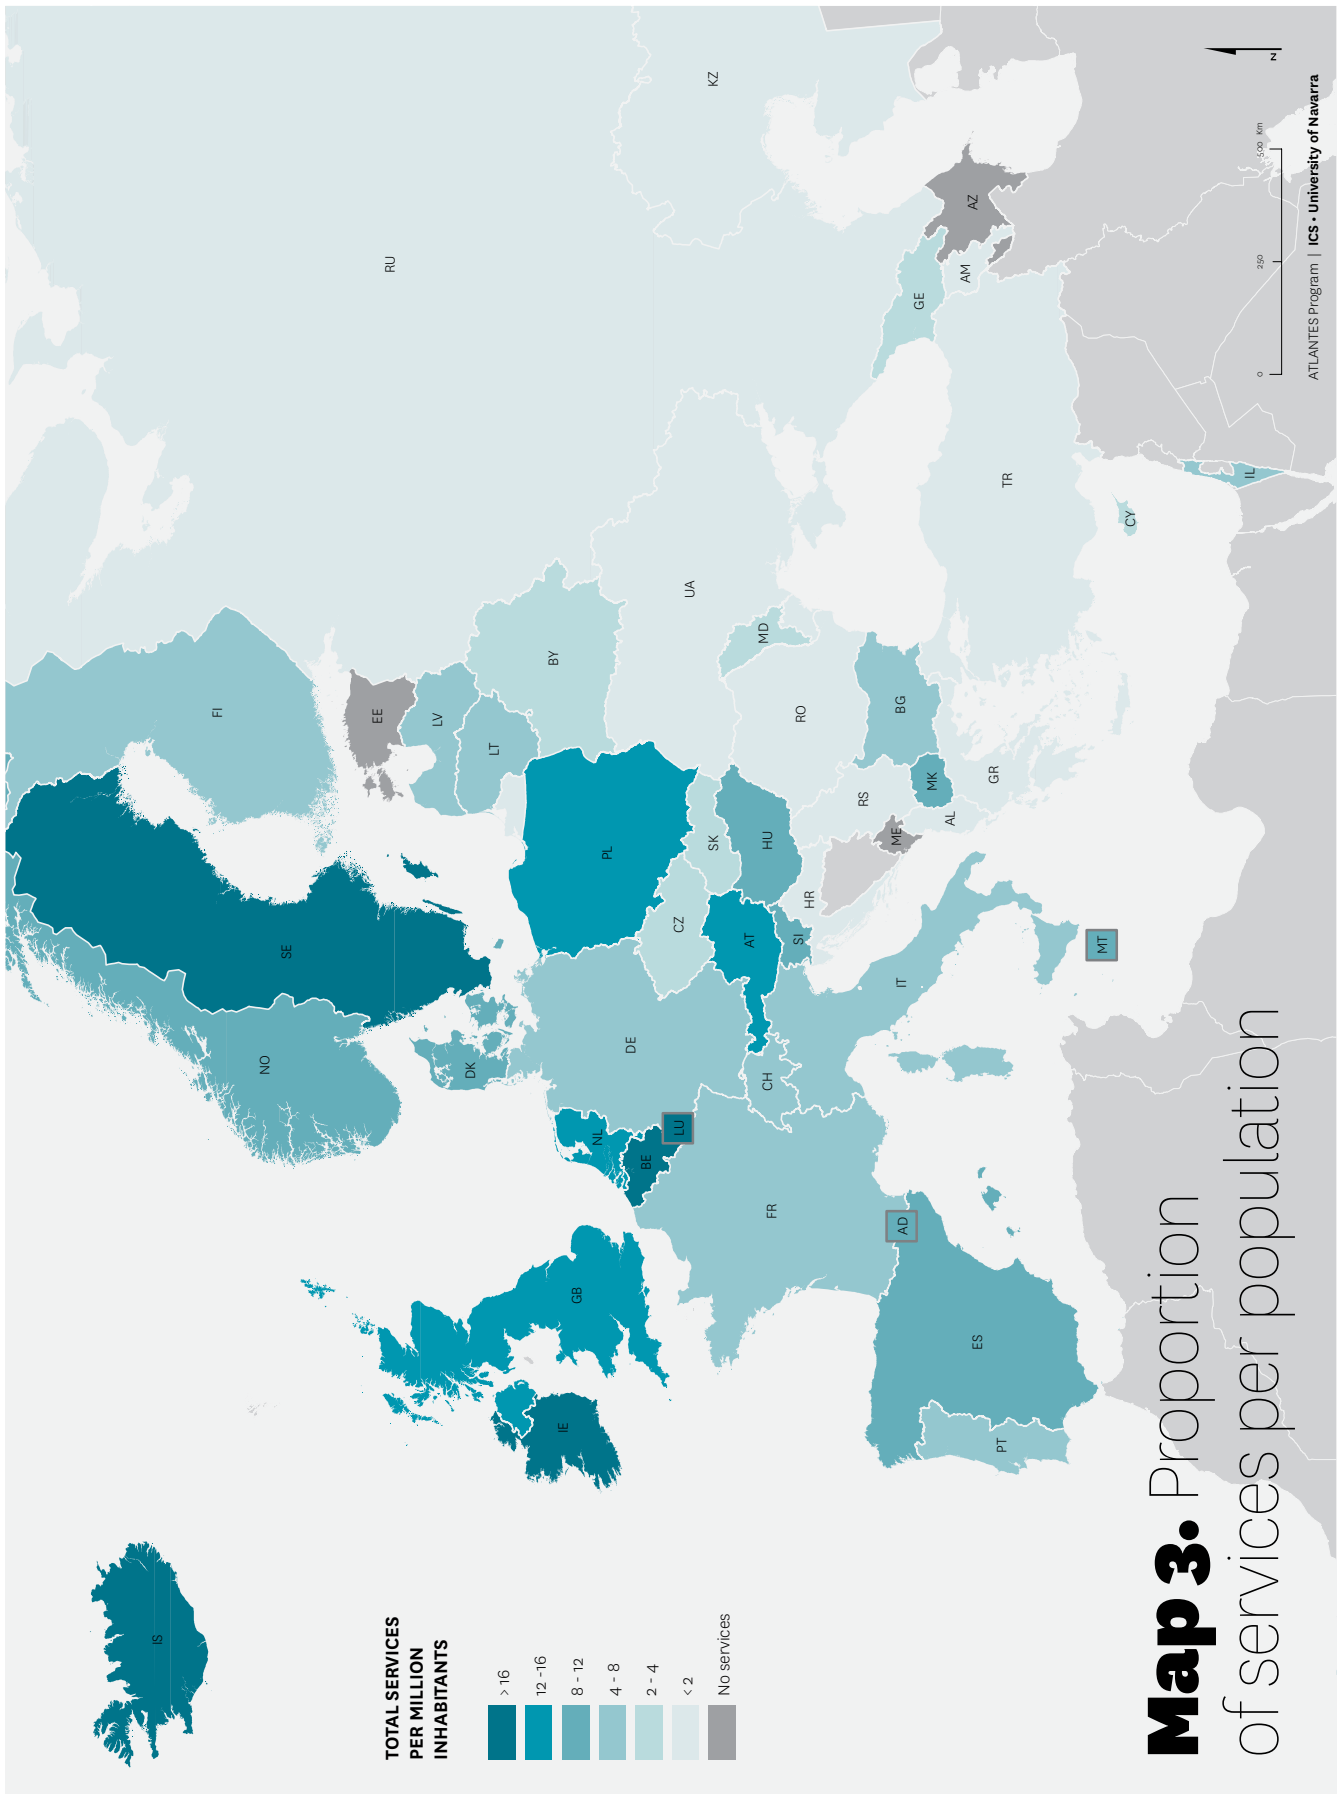 Map 3. Proportion
of services per population
TOTAL SERVICES
PER MILLION
INHABITANTS
> 16
12 -16
8 - 12
4 - 8
2 - 4
< 2
No services
IS
NO
SE
FI
RU
EE
LV
LT
DK
BY
IE
GB
NL
BE
LU
DE
PL
CZ
SK
UA
KZ
FR
CH
AT
HU
SI
HR
MD
RO
RS
ME
BG
MK
AL
GR
IT
AD
ES
PT
MT
GE
AM
AZ
TR
CY
IL
N
0
250
500 Km
ATLANTES Program | ICS • University of Navarra